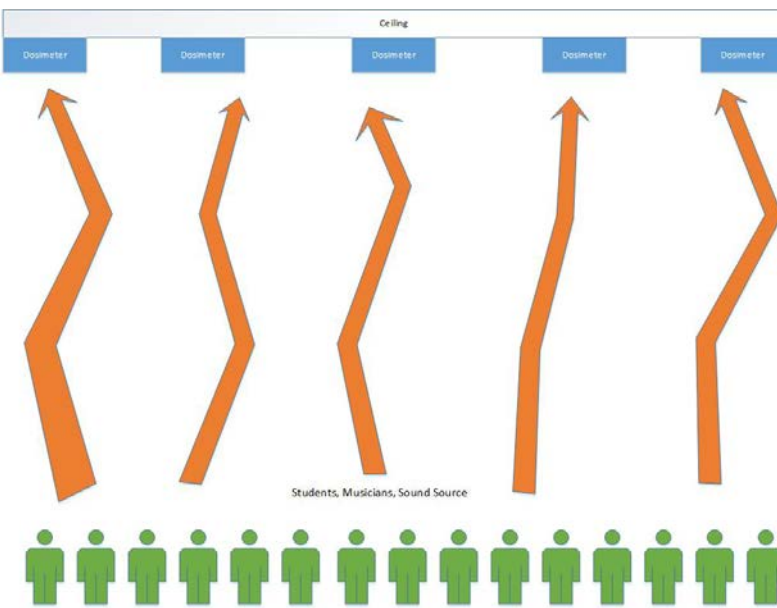 Ceiling
Dosimeter
Dosimeter
Dosimeter
Dosimeter
Dosimeter
Students, Musicians, Sound Source